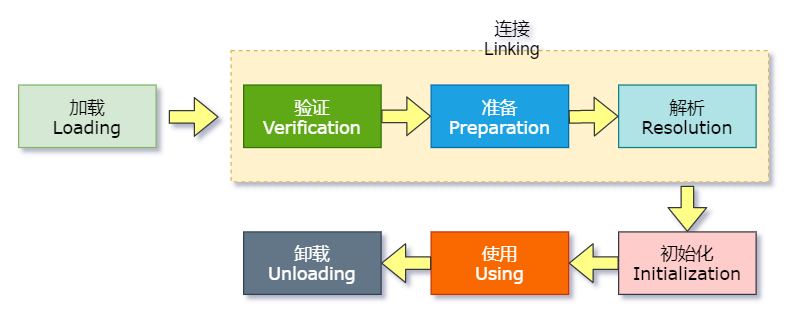 连接
Linking
加载
Loading
验证
Verification
准备
Preparation
解析
Resolution
初始化
Initialization
使用
Using
卸载
Unloading